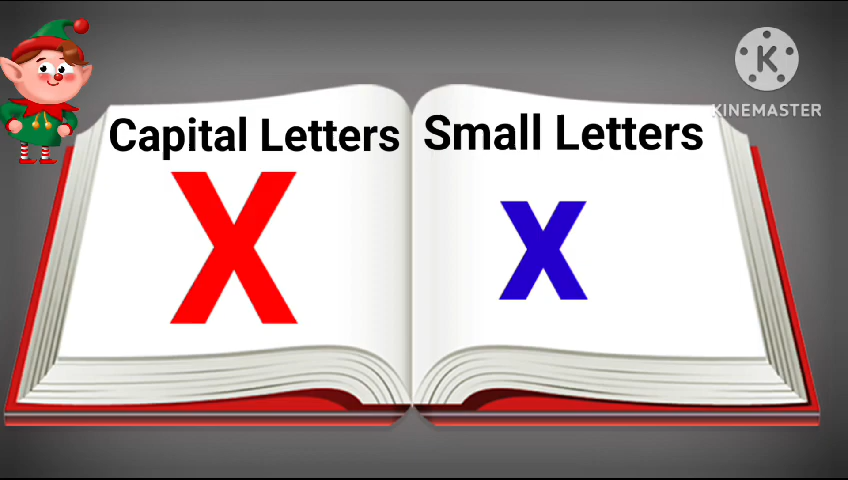 Capital Letters
Small Letters
X
x
K
KINEMASTER